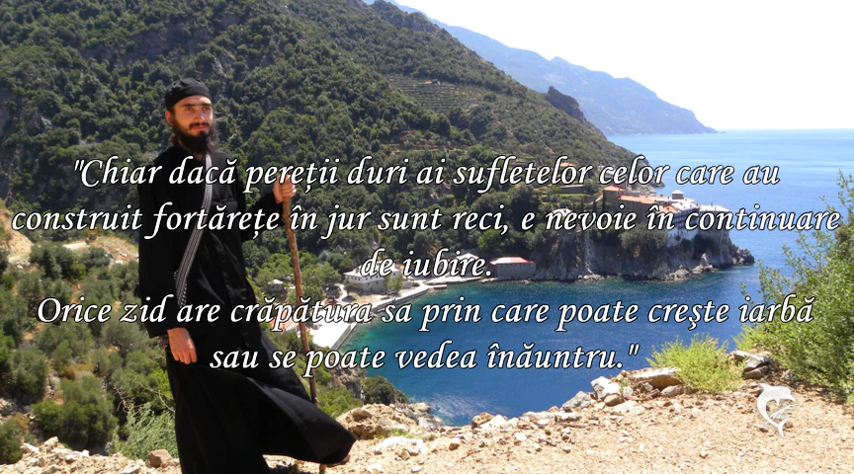 "Chiar dacă pereții duri ai sufletelor celor care au
construit fortărețe în jur sunt reci, e nevoie în continuare
de iubire.
Orice zid are crăpătura sa prin care poate creşte iarbă
sau se poate vedea înăuntru."